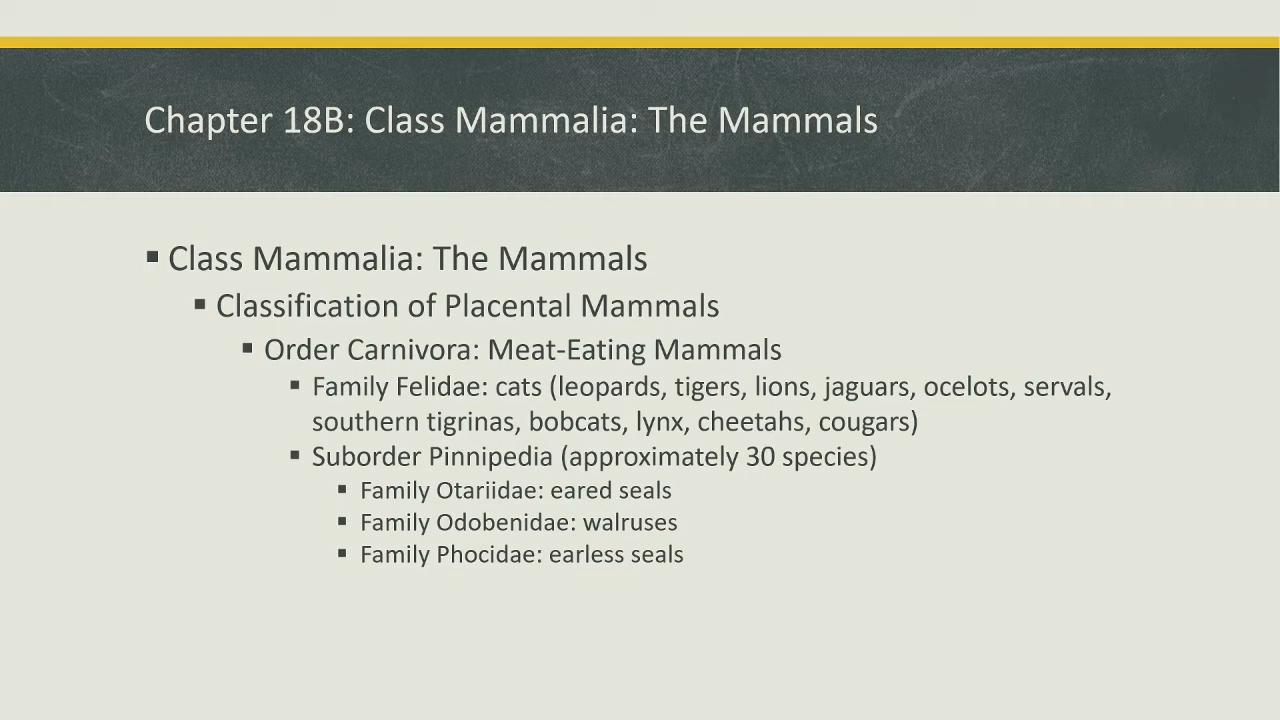 Chapter 18B: Class Mammalia: The Mammals
▪ Class Mammalia: The Mammals
▪ Classification of Placental Mammals
▪ Order Carnivora: Meat-Eating Mammals
▪ Family Felidae: cats (leopards, tigers, lions, jaguars, ocelots, servals,
southern tigrinas, bobcats, lynx, cheetahs, cougars)
▪ Suborder Pinnipedia (approximately 30 species)
▪ Family Otariidae: eared seals
▪ Family Odobenidae: walruses
▪ Family Phocidae: earless seals